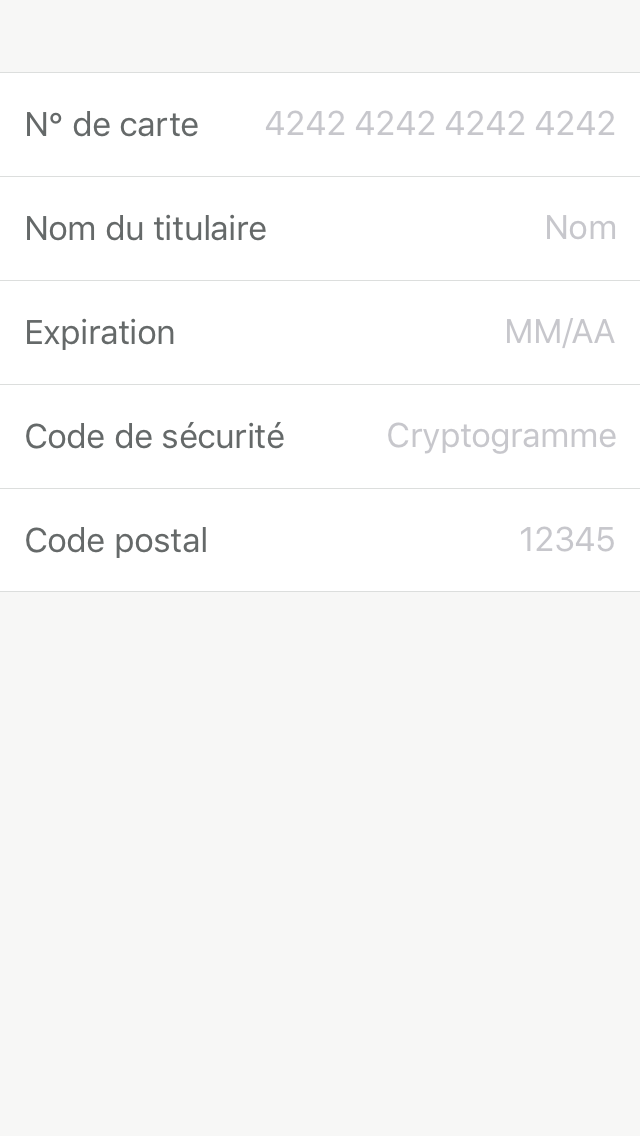 N° de carte 4242 4242 4242 4242
Nom du titulaire Nom
Expiration MM/AA
Code de sécurité Cryptogramme
Code postal 12345